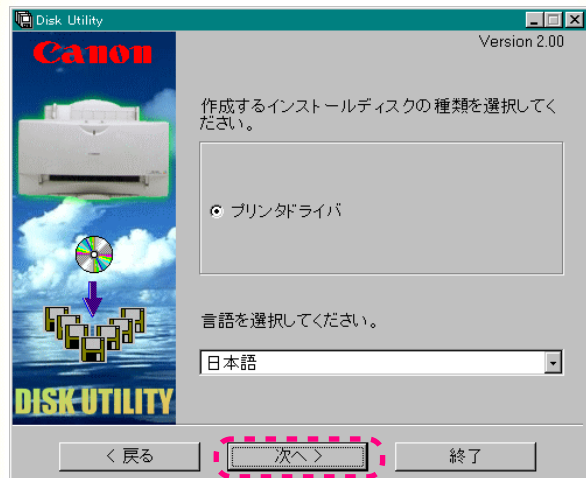 Disk Utility
Version 2.00
Canon
作成するインストールディスクの種類を選択してく
ださい。
プリンタドライバ
言語を選択してください。
日本語
DISK UTILITY
< 戻る
次へ >
終了